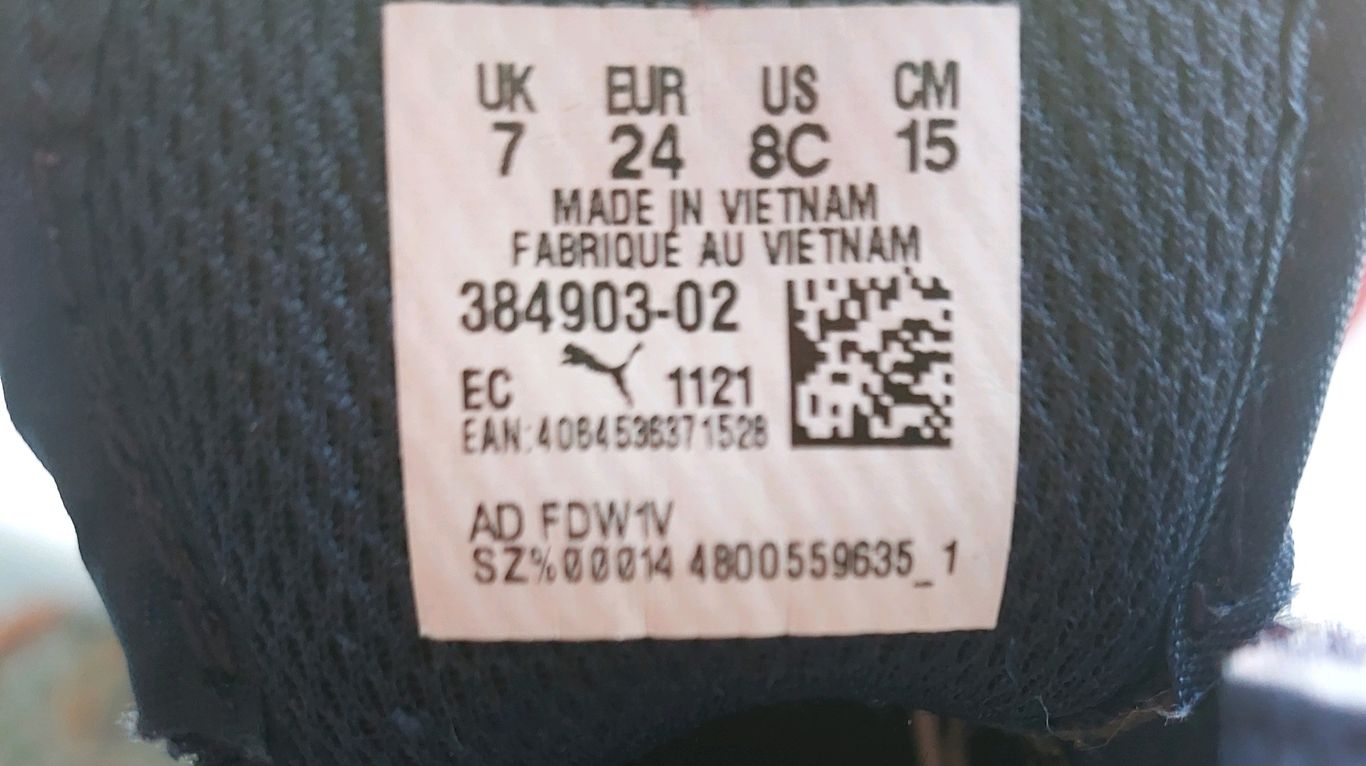 UK EUR US CM
7 24 8C 15
MADE IN VIETNAM
FABRIQUE AU VIETNAM
384903-02
EC 1121
EAN:4064536371528
AD FDW1V
SZ%00014 4800559635_1